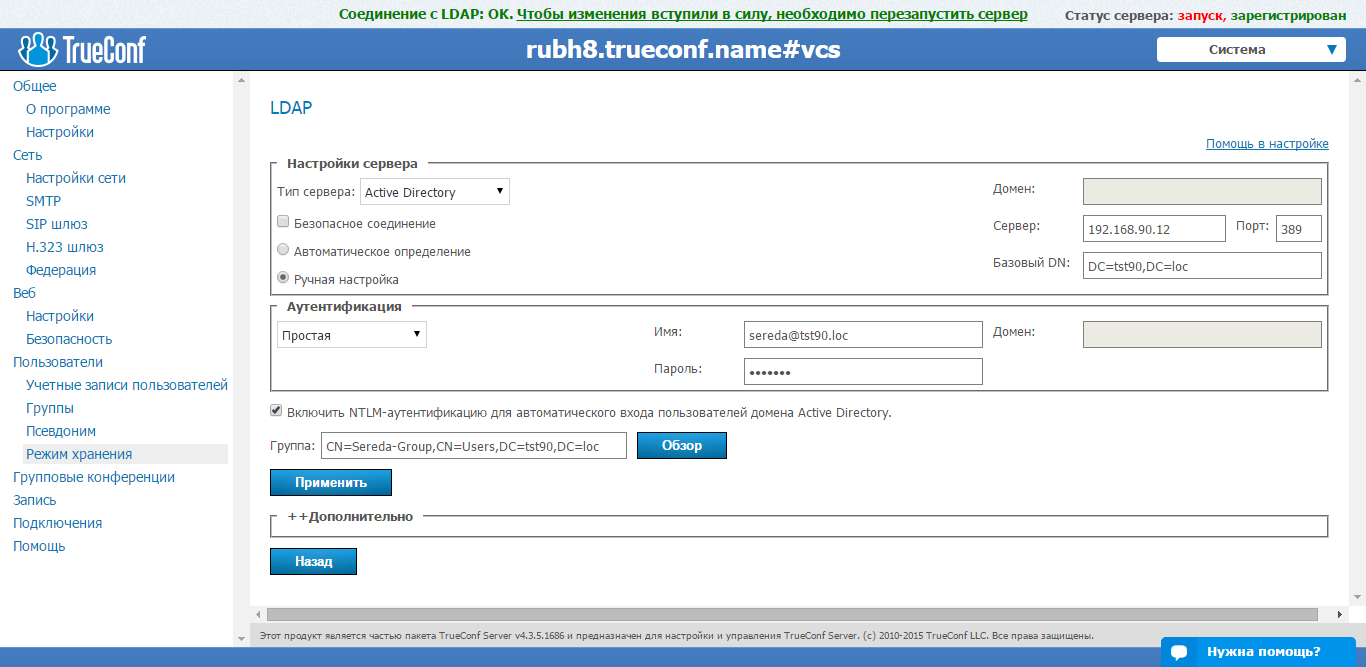 Соединение с LDAP: OK. Чтобы изменения вступили в силу, необходимо перезапустить сервер
Статус сервера: запуск, зарегистрирован
TrueConf
rubh8.trueconf.name#vcs
Система
Общее
О программе
Настройки
Сеть
Настройки сети
SMTP
SIP шлюз
H.323 шлюз
Федерация
Веб
Настройки
Безопасность
Пользователи
Учетные записи пользователей
Группы
Псевдоним
Режим хранения
Групповые конференции
Запись
Подключения
Помощь
LDAP
Помощь в настройке
Настройки сервера
Тип сервера: Active Directory
Безопасное соединение
Автоматическое определение
Ручная настройка
Домен:
Сервер: 192.168.90.12 Порт: 389
Базовый DN: DC=tst90,DC=loc
Аутентификация
Простая
Имя: sereda@tst90.loc
Домен:
Пароль: •••••••
Включить NTLM-аутентификацию для автоматического входа пользователей домена Active Directory.
Группа: CN=Sereda-Group,CN=Users,DC=tst90,DC=loc Обзор
Применить
++Дополнительно
Назад
Этот продукт является частью пакета TrueConf Server v4.3.5.1686 и предназначен для настройки и управления TrueConf Server. (c) 2010-2015 TrueConf LLC. Все права защищены.
Нужна помощь?